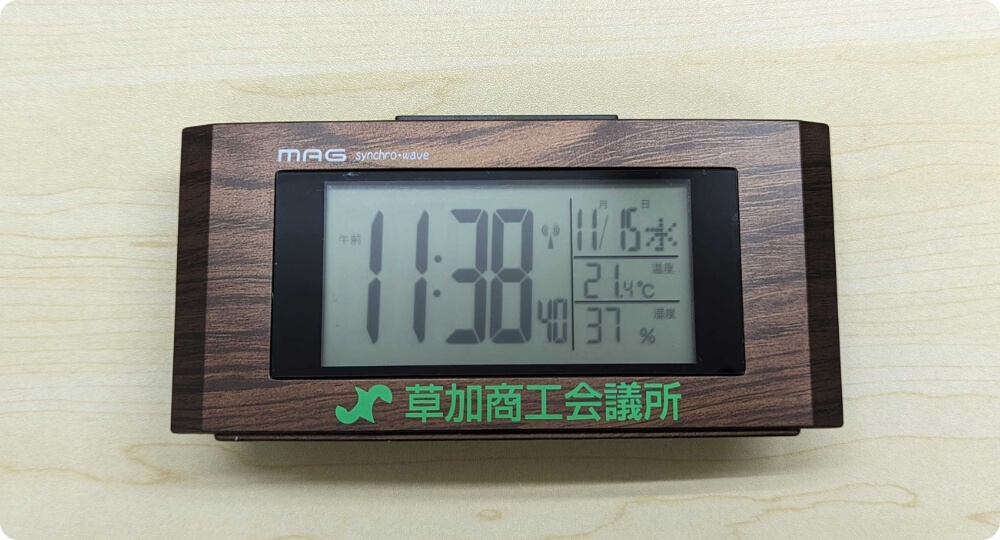 MAG synchro・wave
午前 11:38 40
月 日
11/15 水
温度
21.4℃
湿度
37 %
草加商工会議所